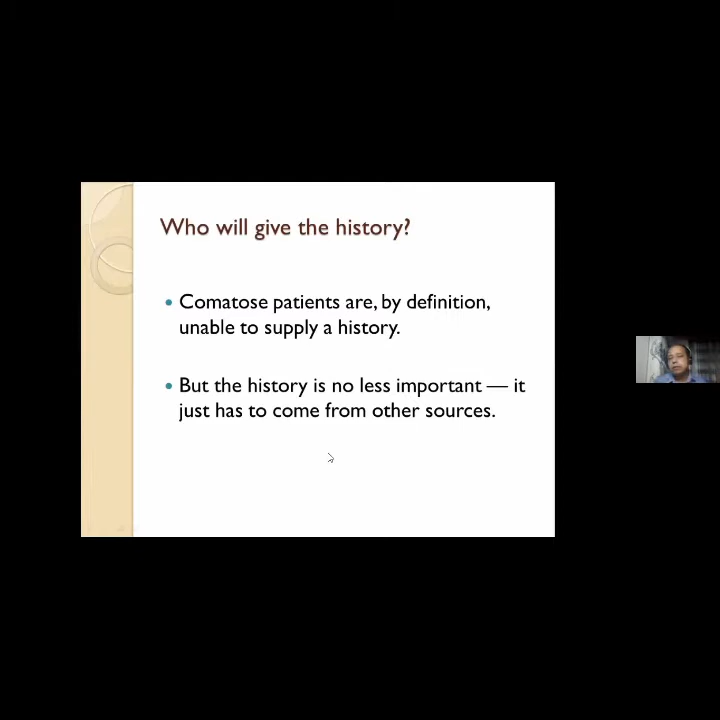 Who will give the history?
Comatose patients are, by definition,
unable to supply a history.
But the history is no less important — it
just has to come from other sources.